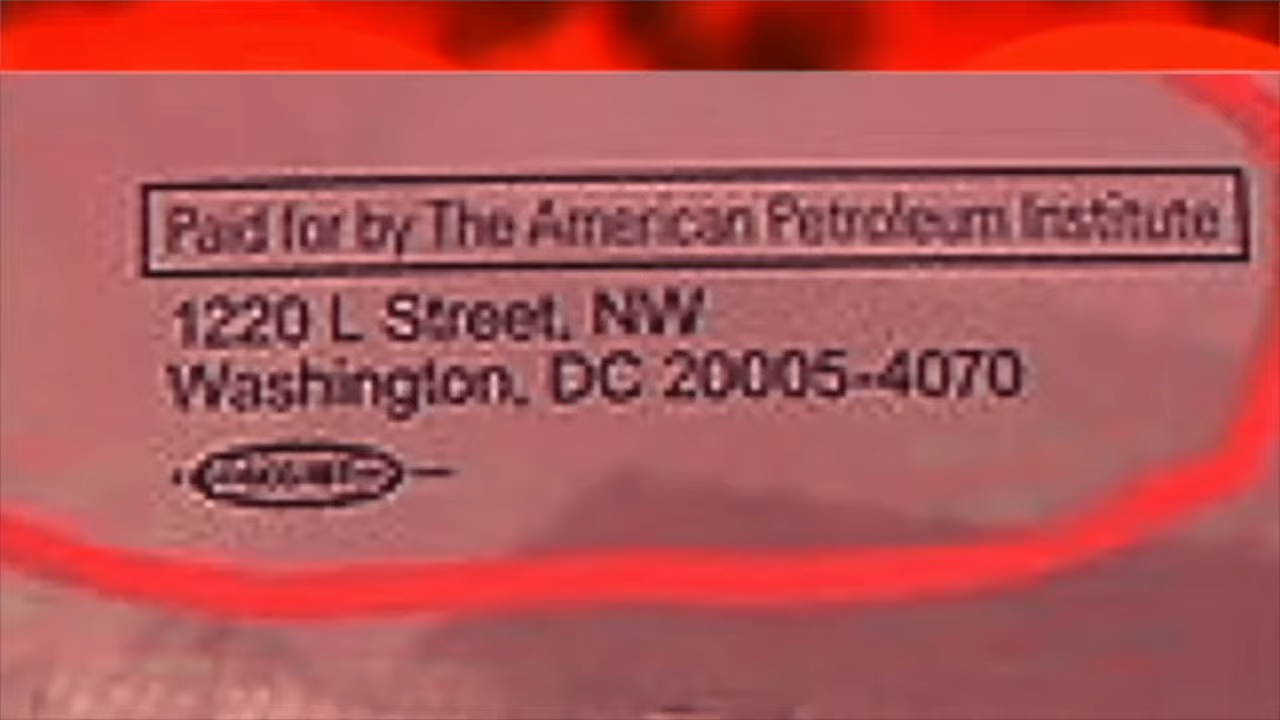 Paid for by The American Petroleum Institute
1220 L Street, NW
Washington, DC 20005-4070